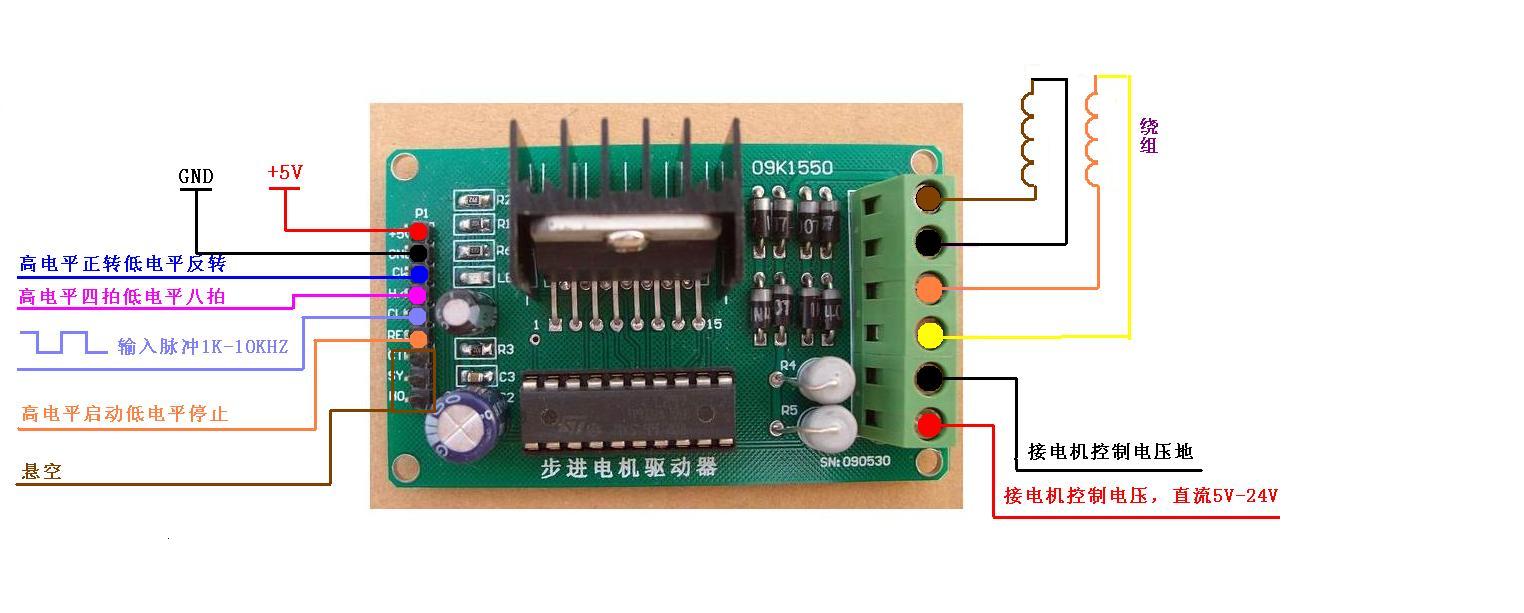 GND
+5V
高电平正转低电平反转
高电平四拍低电平八拍
输入脉冲1K-10KHZ
高电平启动低电平停止
悬空
P1
+5V
R3
C3
1
15
09K1550
R4
R5
步进电机驱动器
SN:090530
绕组
接电机控制电压地
接电机控制电压，直流5V-24V